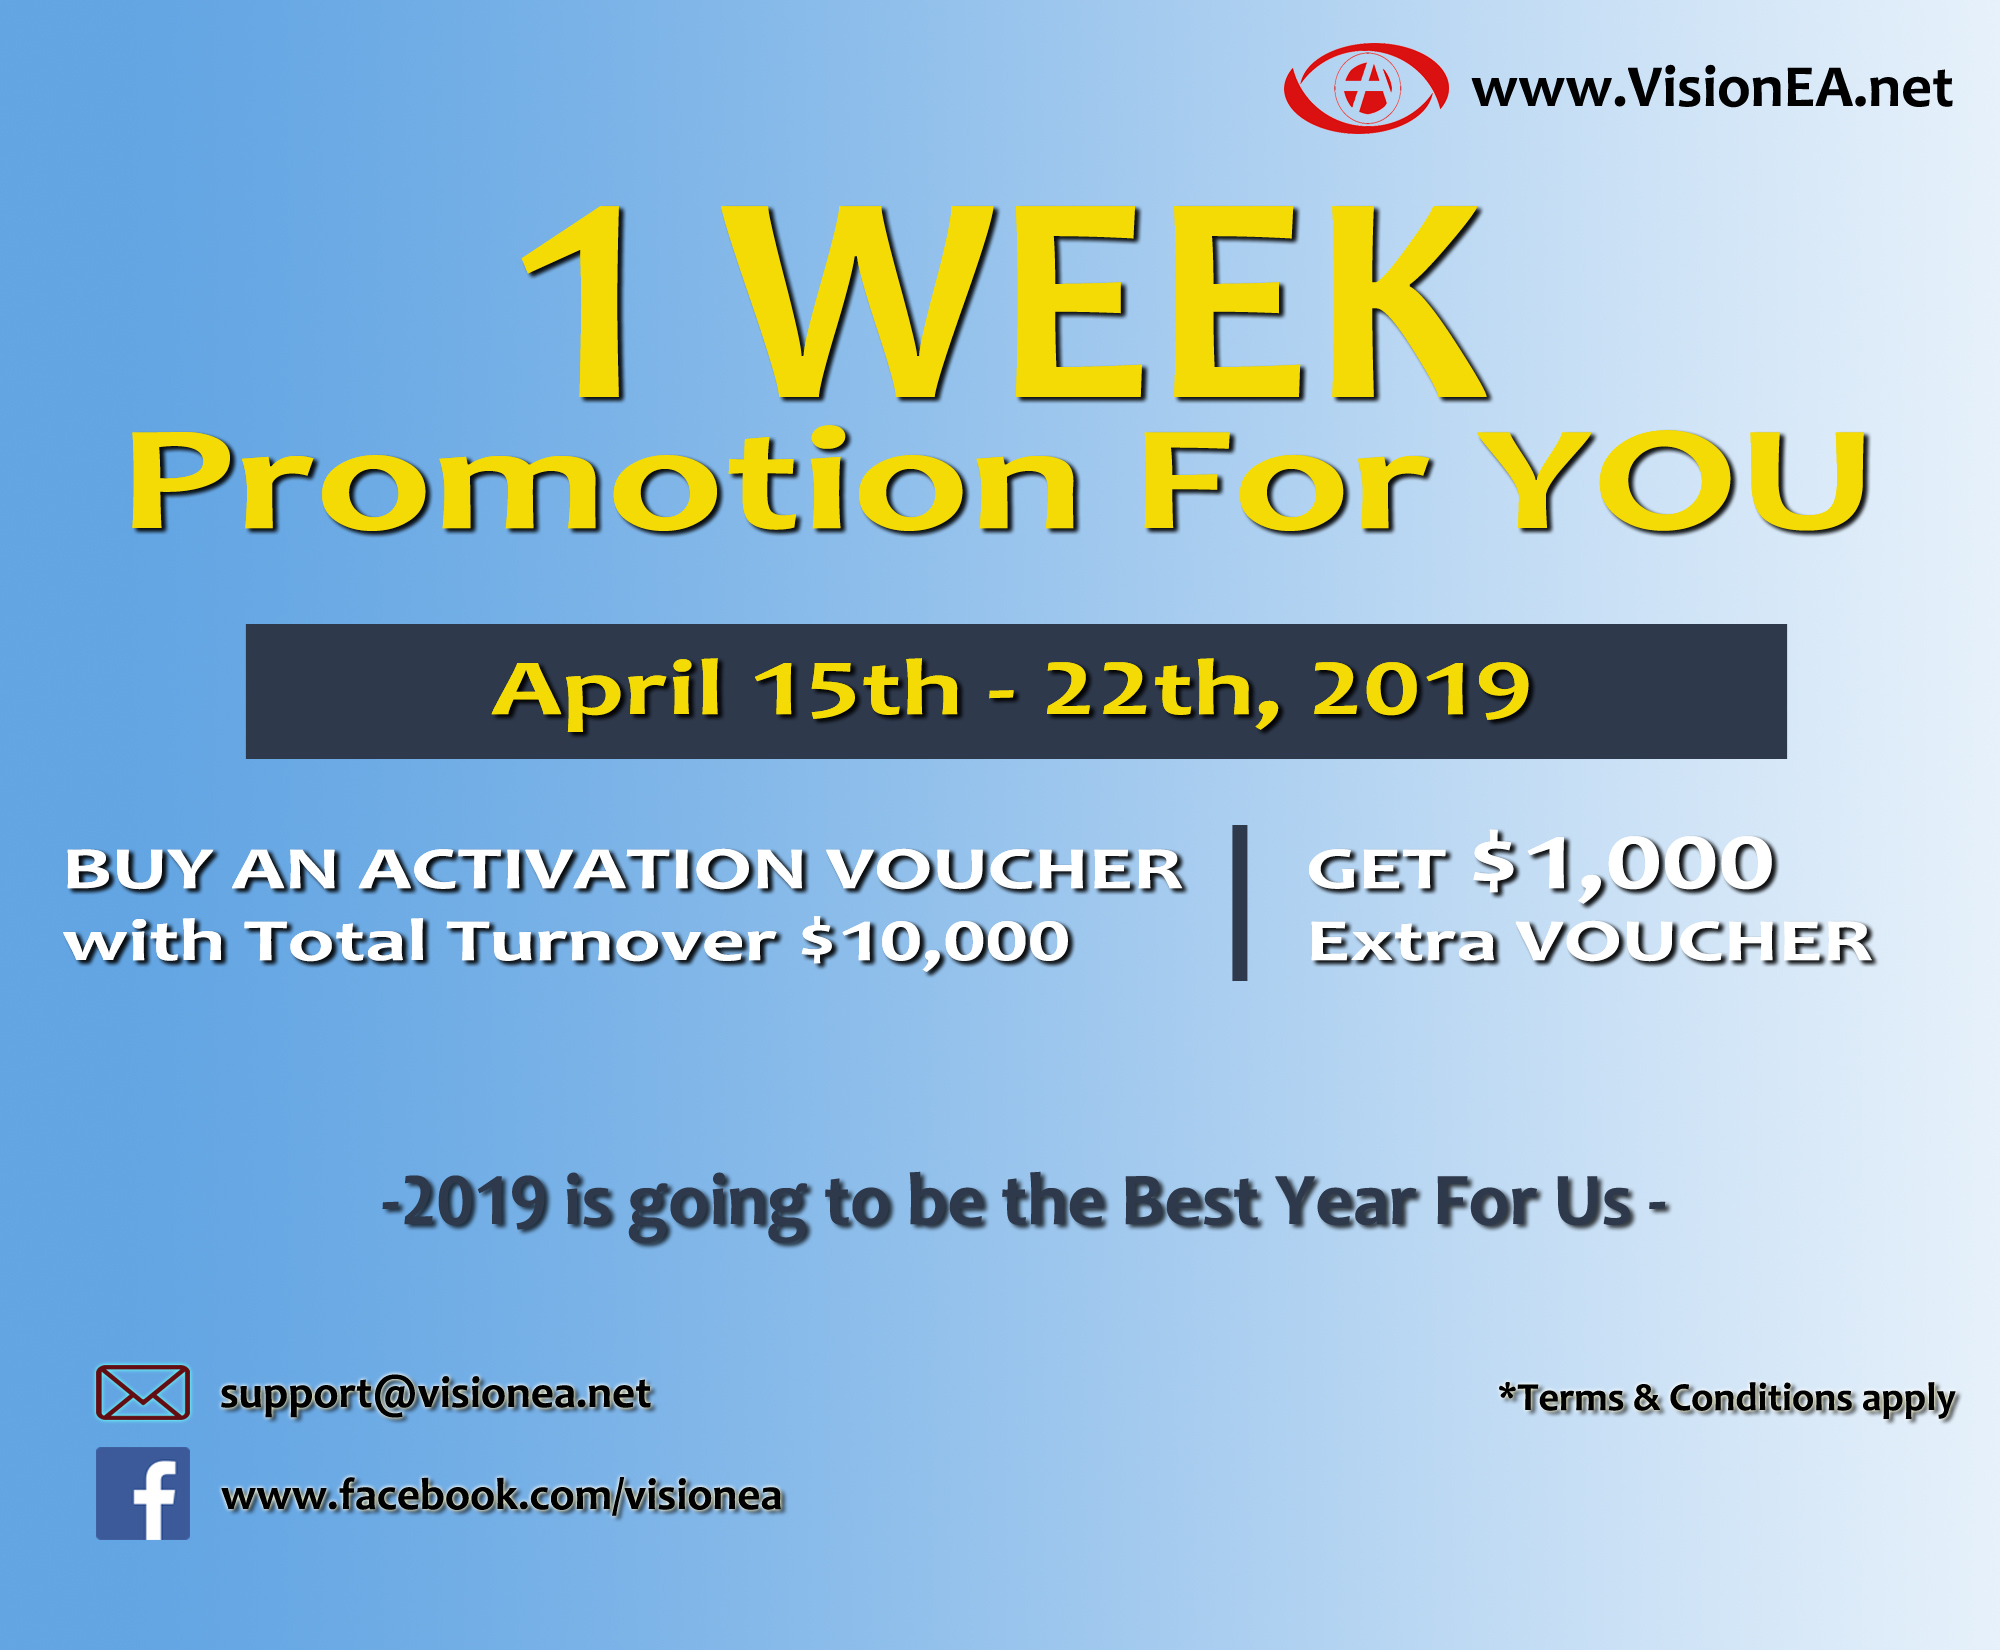 www.VisionEA.net
1 WEEK
Promotion For YOU
April 15th - 22th, 2019
BUY AN ACTIVATION VOUCHER
with Total Turnover $10,000
GET $1,000
Extra VOUCHER
-2019 is going to be the Best Year For Us -
support@visionea.net
*Terms & Conditions apply
www.facebook.com/visionea